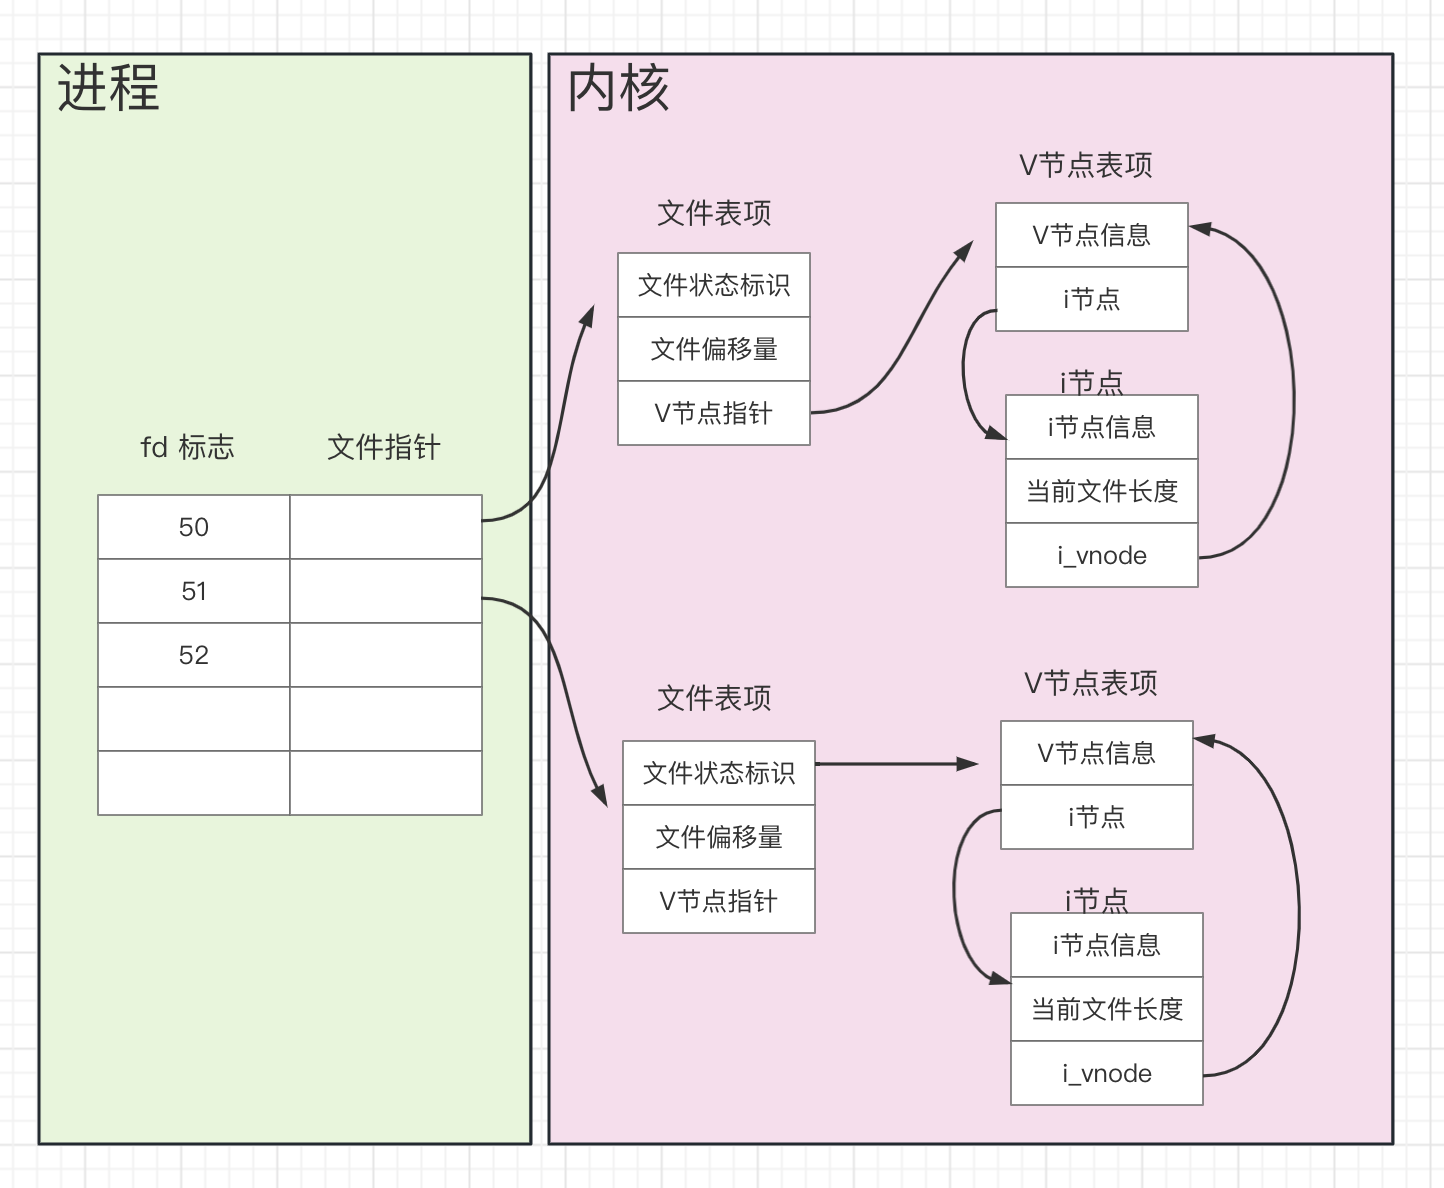 进程
fd 标志
文件指针
50
51
52
内核
文件表项
文件状态标识
文件偏移量
V节点指针
V节点表项
V节点信息
i节点
i节点
i节点信息
当前文件长度
i_vnode
文件表项
文件状态标识
文件偏移量
V节点指针
V节点表项
V节点信息
i节点
i节点
i节点信息
当前文件长度
i_vnode